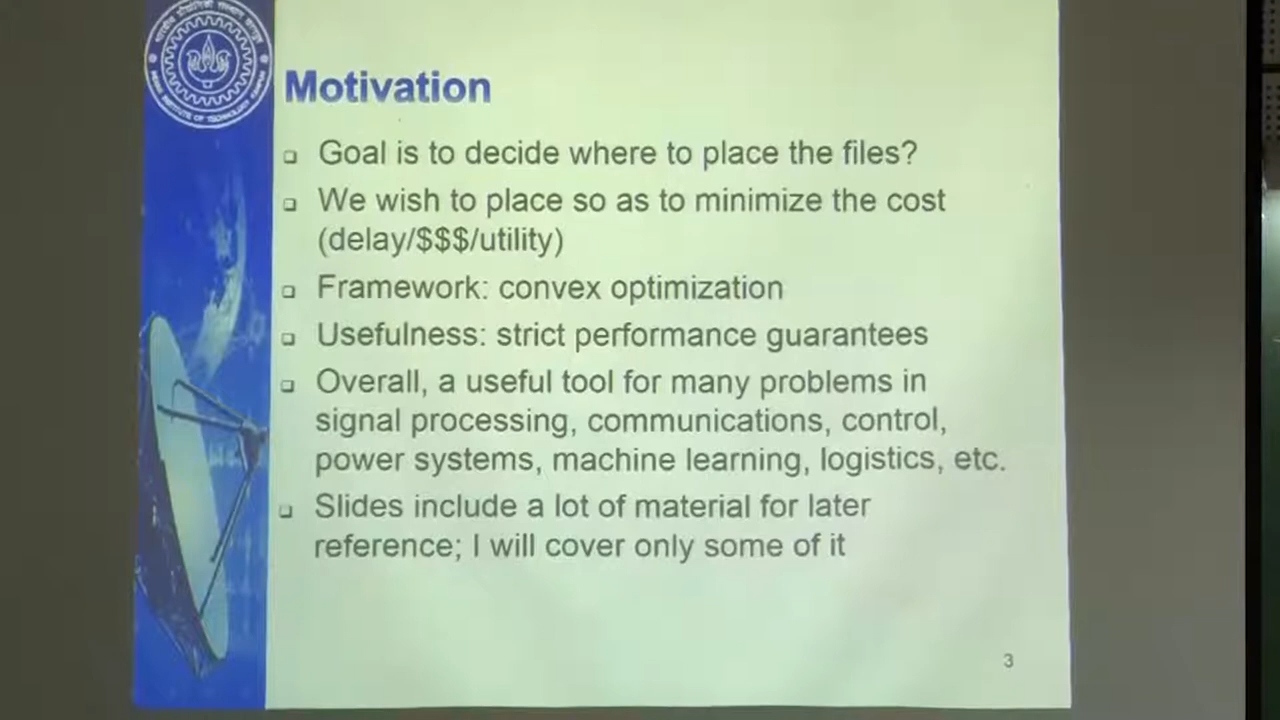 Motivation
Goal is to decide where to place the files?
We wish to place so as to minimize the cost
(delay/$$$/utility)
Framework: convex optimization
Usefulness: strict performance guarantees
Overall, a useful tool for many problems in
signal processing, communications, control,
power systems, machine learning, logistics, etc.
Slides include a lot of material for later
reference; I will cover only some of it
3